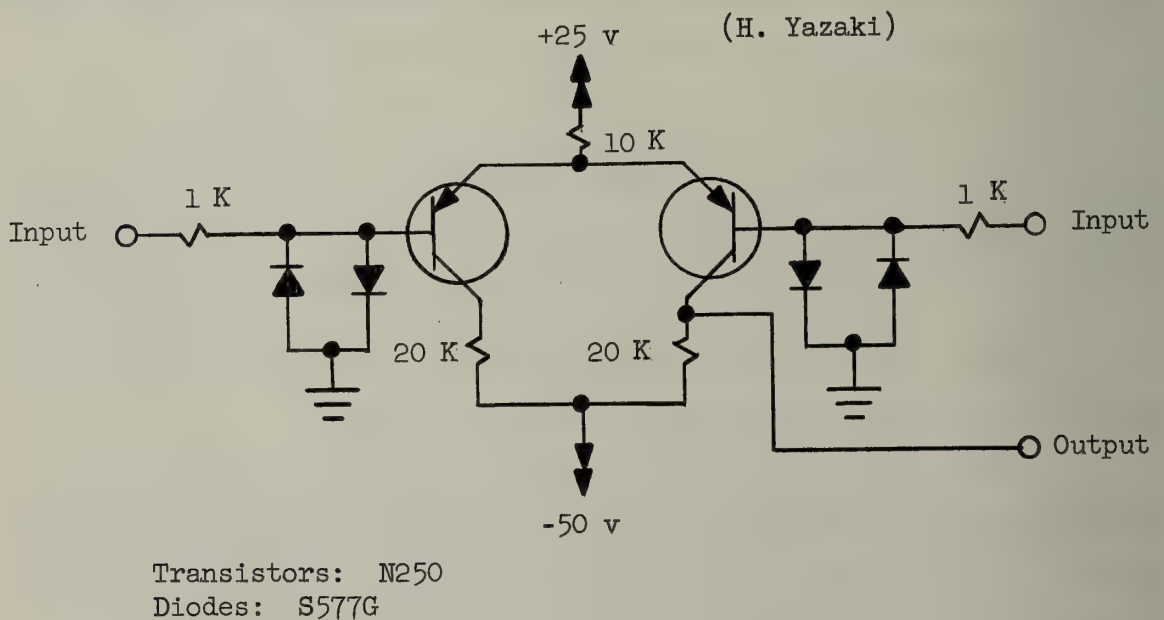 (H. Yazaki)
+25 v
10 K
1 K
1 K
Input
Input
20 K
20 K
Output
-50 v
Transistors: N250
Diodes: S577G